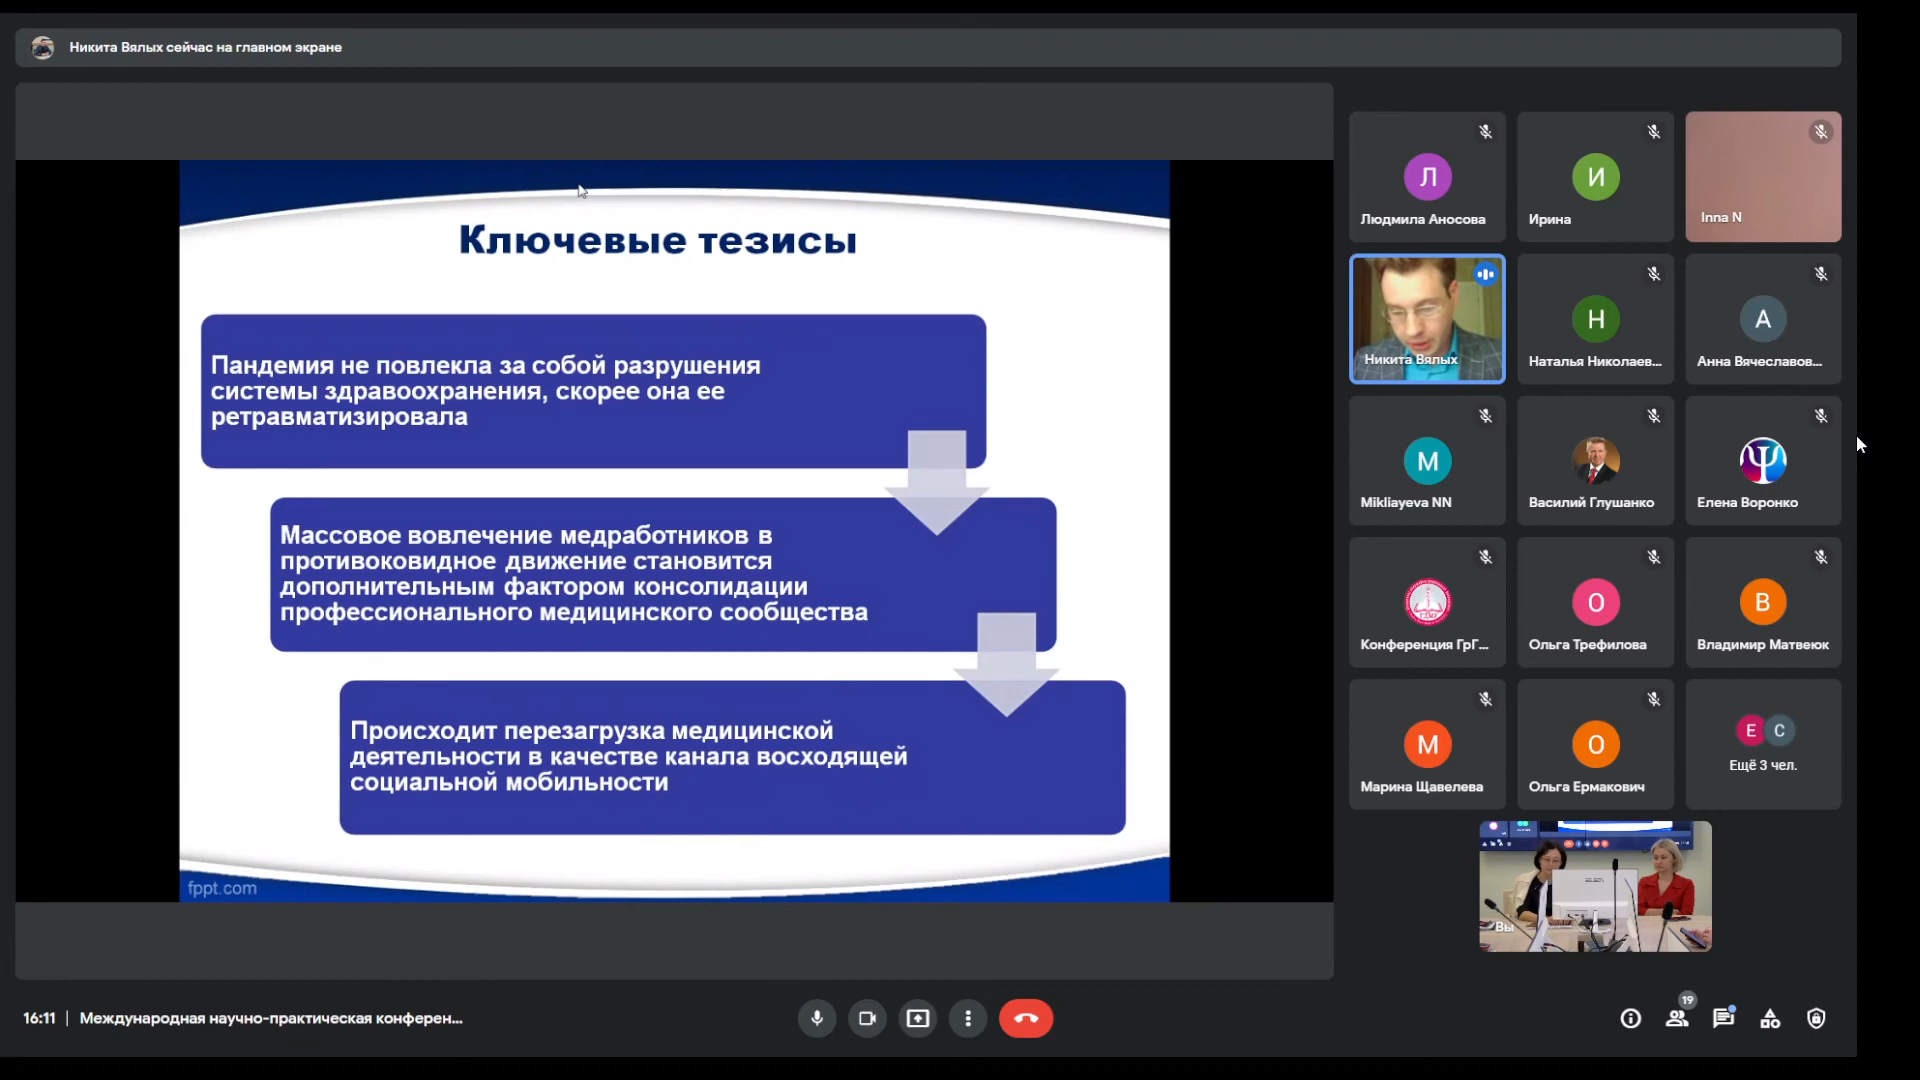 Никита Вялых сейчас на главном экране
Ключевые тезисы
Пандемия не повлекла за собой разрушения
системы здравоохранения, скорее она ее
ретравматизировала
Массовое вовлечение медработников в
противоковидное движение становится
дополнительным фактором консолидации
профессионального медицинского сообщества
Происходит перезагрузка медицинской
деятельности в качестве канала восходящей
социальной мобильности
fppt.com
Л
Людмила Аносова
И
Ирина
Inna N
Никита Вялых
Н
Наталья Николаев...
А
Анна Вячеславов...
M
Mikliayeva NN
Василий Глушанко
Ψ
Елена Воронко
Конференция ГрГ...
О
Ольга Трефилова
В
Владимир Матвеюк
М
Марина Щавелева
О
Ольга Ермакович
Е С
Ещё 3 чел.
Вы
16:11 | Международная научно-практическая конферен...
19